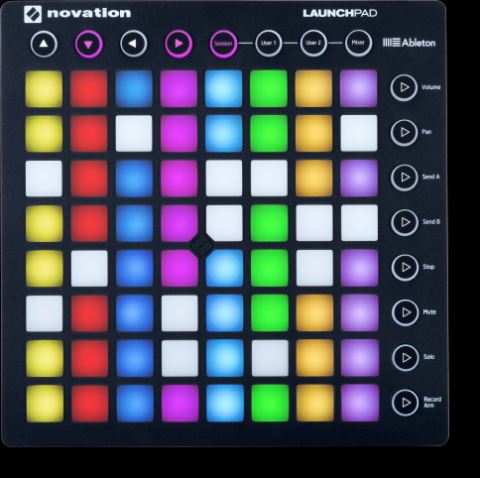 novation LAUNCHPAD
Session User 1 User 2 Mixer Ableton
Volume
Pan
Send A
Send B
Stop
Mute
Solo
Record
Arm